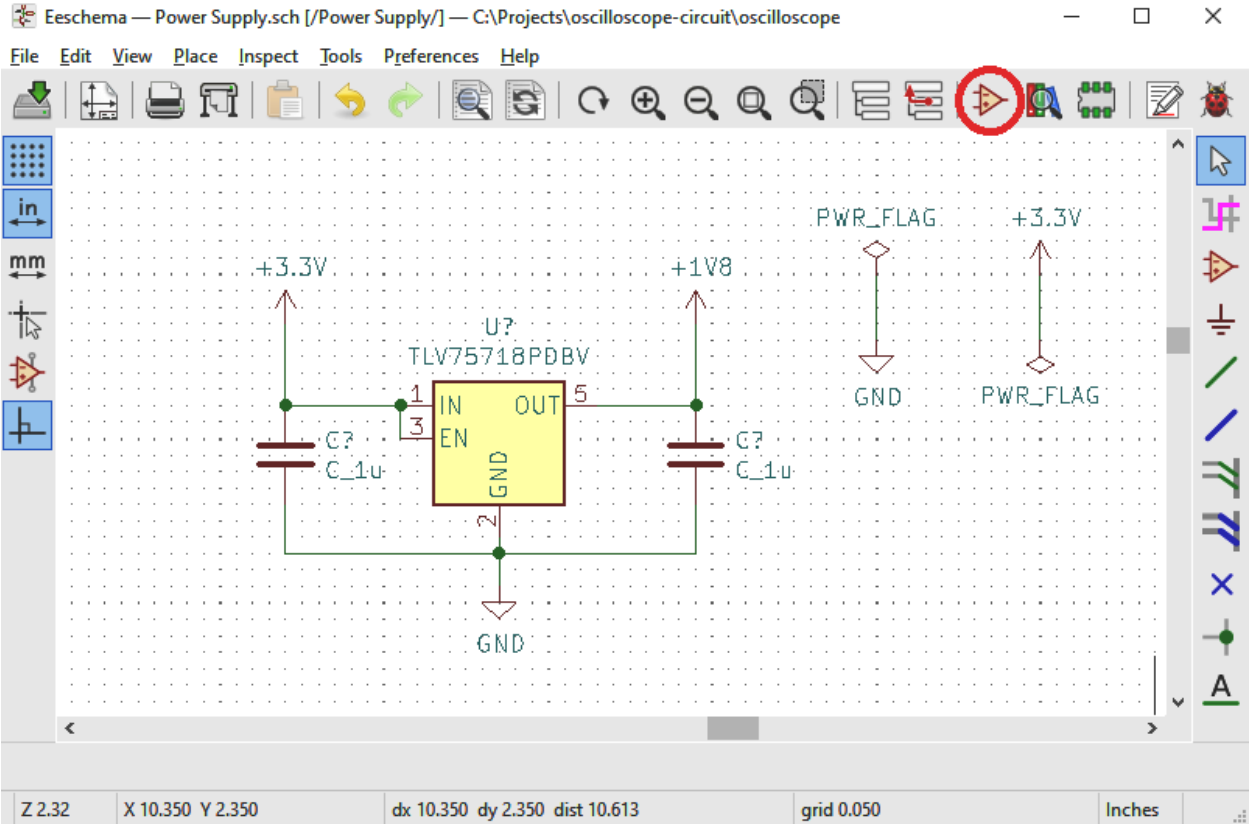 Eeschema — Power Supply.sch [/Power Supply/] — C:\Projects\oscilloscope-circuit\oscilloscope
File Edit View Place Inspect Tools Preferences Help
in
mm
A
PWR_FLAG
+3.3V
GND
PWR_FLAG
+3.3V
+1V8
U?
TLV75718PDBV
1 IN OUT 5
3 EN
GND
2
C?
C_1u
C?
C_1u
GND
Z 2.32 X 10.350 Y 2.350 dx 10.350 dy 2.350 dist 10.613 grid 0.050 Inches